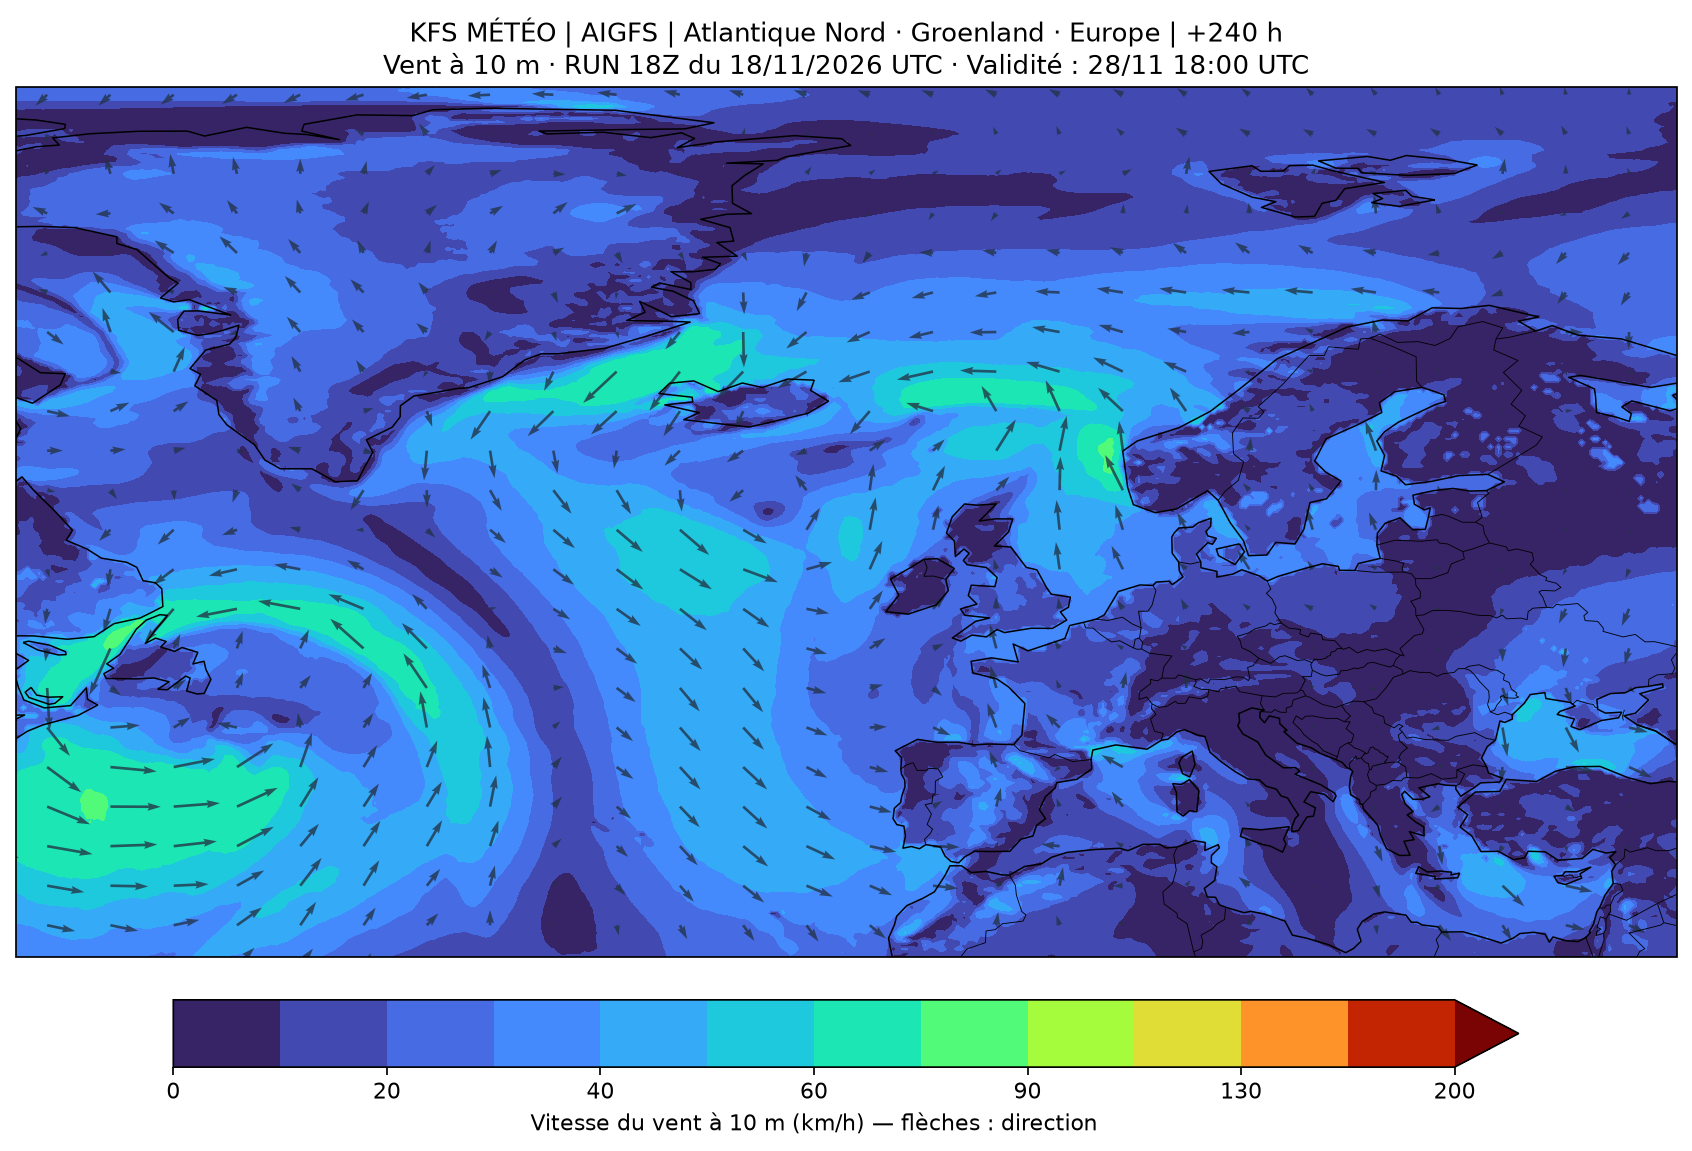 KFS MÉTÉO | AIGFS | Atlantique Nord · Groenland · Europe | +240 h
Vent à 10 m · RUN 18Z du 18/11/2026 UTC · Validité : 28/11 18:00 UTC
0 20 40 60 90 130 200
Vitesse du vent à 10 m (km/h) — flèches : direction